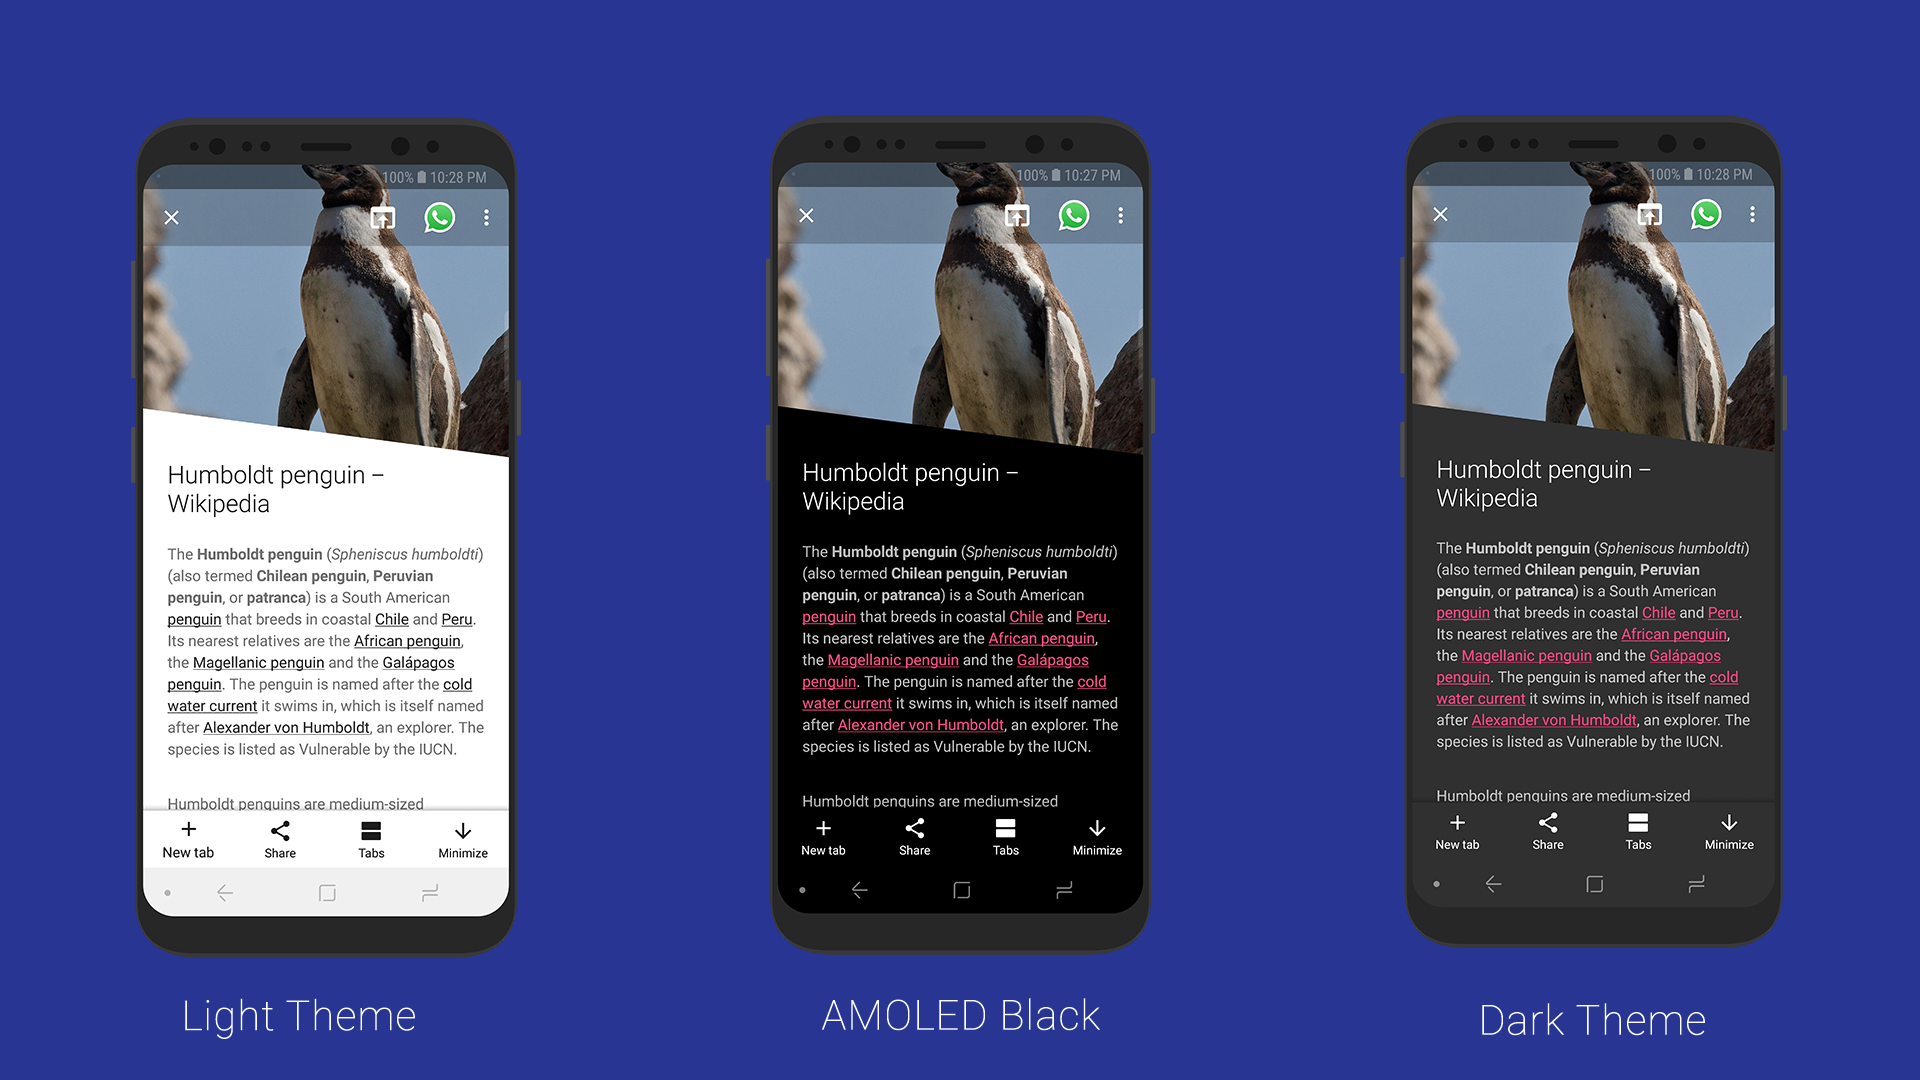 100% 10:28 PM
Humboldt penguin –
Wikipedia
The Humboldt penguin (Spheniscus humboldti)
(also termed Chilean penguin, Peruvian
penguin, or patranca) is a South American
penguin that breeds in coastal Chile and Peru.
Its nearest relatives are the African penguin,
the Magellanic penguin and the Galápagos
penguin. The penguin is named after the cold
water current it swims in, which is itself named
after Alexander von Humboldt, an explorer. The
species is listed as Vulnerable by the IUCN.
Humboldt penguins are medium-sized
New tab Share Tabs Minimize
Light Theme
100% 10:27 PM
Humboldt penguin –
Wikipedia
The Humboldt penguin (Spheniscus humboldti)
(also termed Chilean penguin, Peruvian
penguin, or patranca) is a South American
penguin that breeds in coastal Chile and Peru.
Its nearest relatives are the African penguin,
the Magellanic penguin and the Galápagos
penguin. The penguin is named after the cold
water current it swims in, which is itself named
after Alexander von Humboldt, an explorer. The
species is listed as Vulnerable by the IUCN.
Humboldt penguins are medium-sized
New tab Share Tabs Minimize
AMOLED Black
100% 10:28 PM
Humboldt penguin –
Wikipedia
The Humboldt penguin (Spheniscus humboldti)
(also termed Chilean penguin, Peruvian
penguin, or patranca) is a South American
penguin that breeds in coastal Chile and Peru.
Its nearest relatives are the African penguin,
the Magellanic penguin and the Galápagos
penguin. The penguin is named after the cold
water current it swims in, which is itself named
after Alexander von Humboldt, an explorer. The
species is listed as Vulnerable by the IUCN.
Humboldt penguins are medium-sized
New tab Share Tabs Minimize
Dark Theme